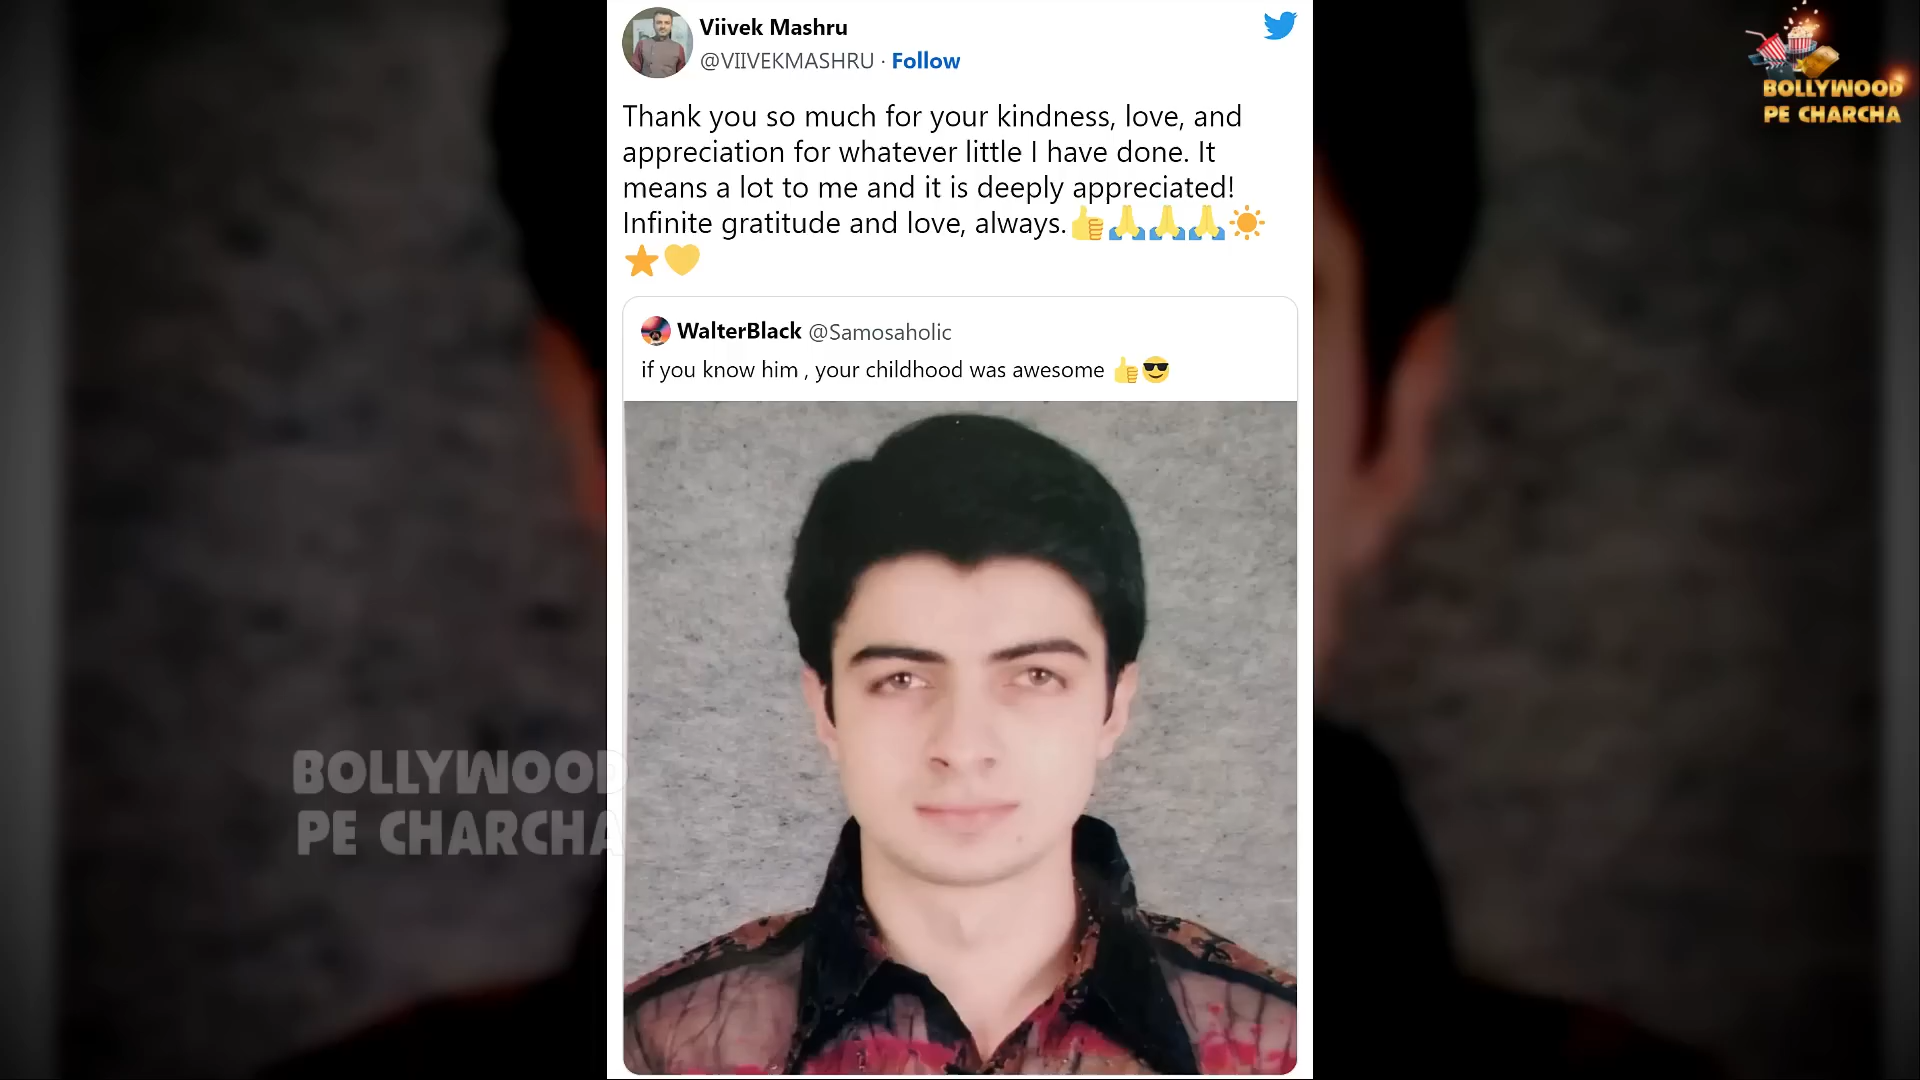 Viivek Mashru
@VIIVEKMASHRU · Follow
Thank you so much for your kindness, love, and
appreciation for whatever little I have done. It
means a lot to me and it is deeply appreciated!
Infinite gratitude and love, always.👍🙏🙏🙏☀️
⭐💛
WalterBlack @Samosaholic
if you know him , your childhood was awesome 👍😎
BOLLYWOOD
PE CHARCHA
BOLLYWOOD
PE CHARCHA